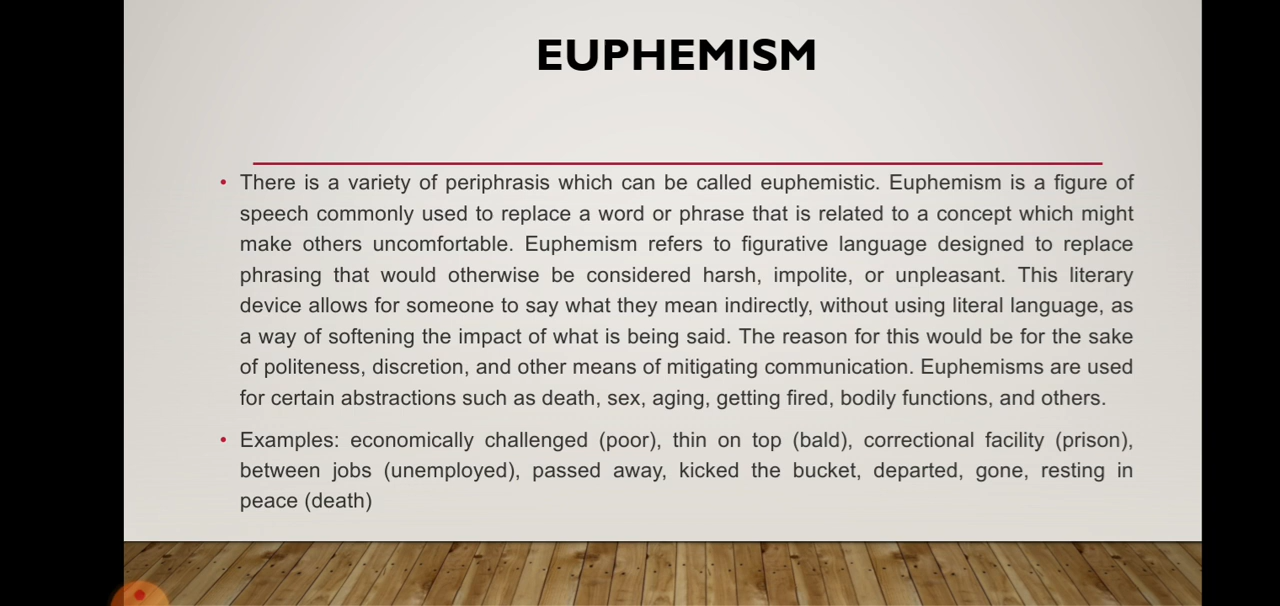 EUPHEMISM
• There is a variety of periphrasis which can be called euphemistic. Euphemism is a figure of
speech commonly used to replace a word or phrase that is related to a concept which might
make others uncomfortable. Euphemism refers to figurative language designed to replace
phrasing that would otherwise be considered harsh, impolite, or unpleasant. This literary
device allows for someone to say what they mean indirectly, without using literal language, as
a way of softening the impact of what is being said. The reason for this would be for the sake
of politeness, discretion, and other means of mitigating communication. Euphemisms are used
for certain abstractions such as death, sex, aging, getting fired, bodily functions, and others.
• Examples: economically challenged (poor), thin on top (bald), correctional facility (prison),
between jobs (unemployed), passed away, kicked the bucket, departed, gone, resting in
peace (death)